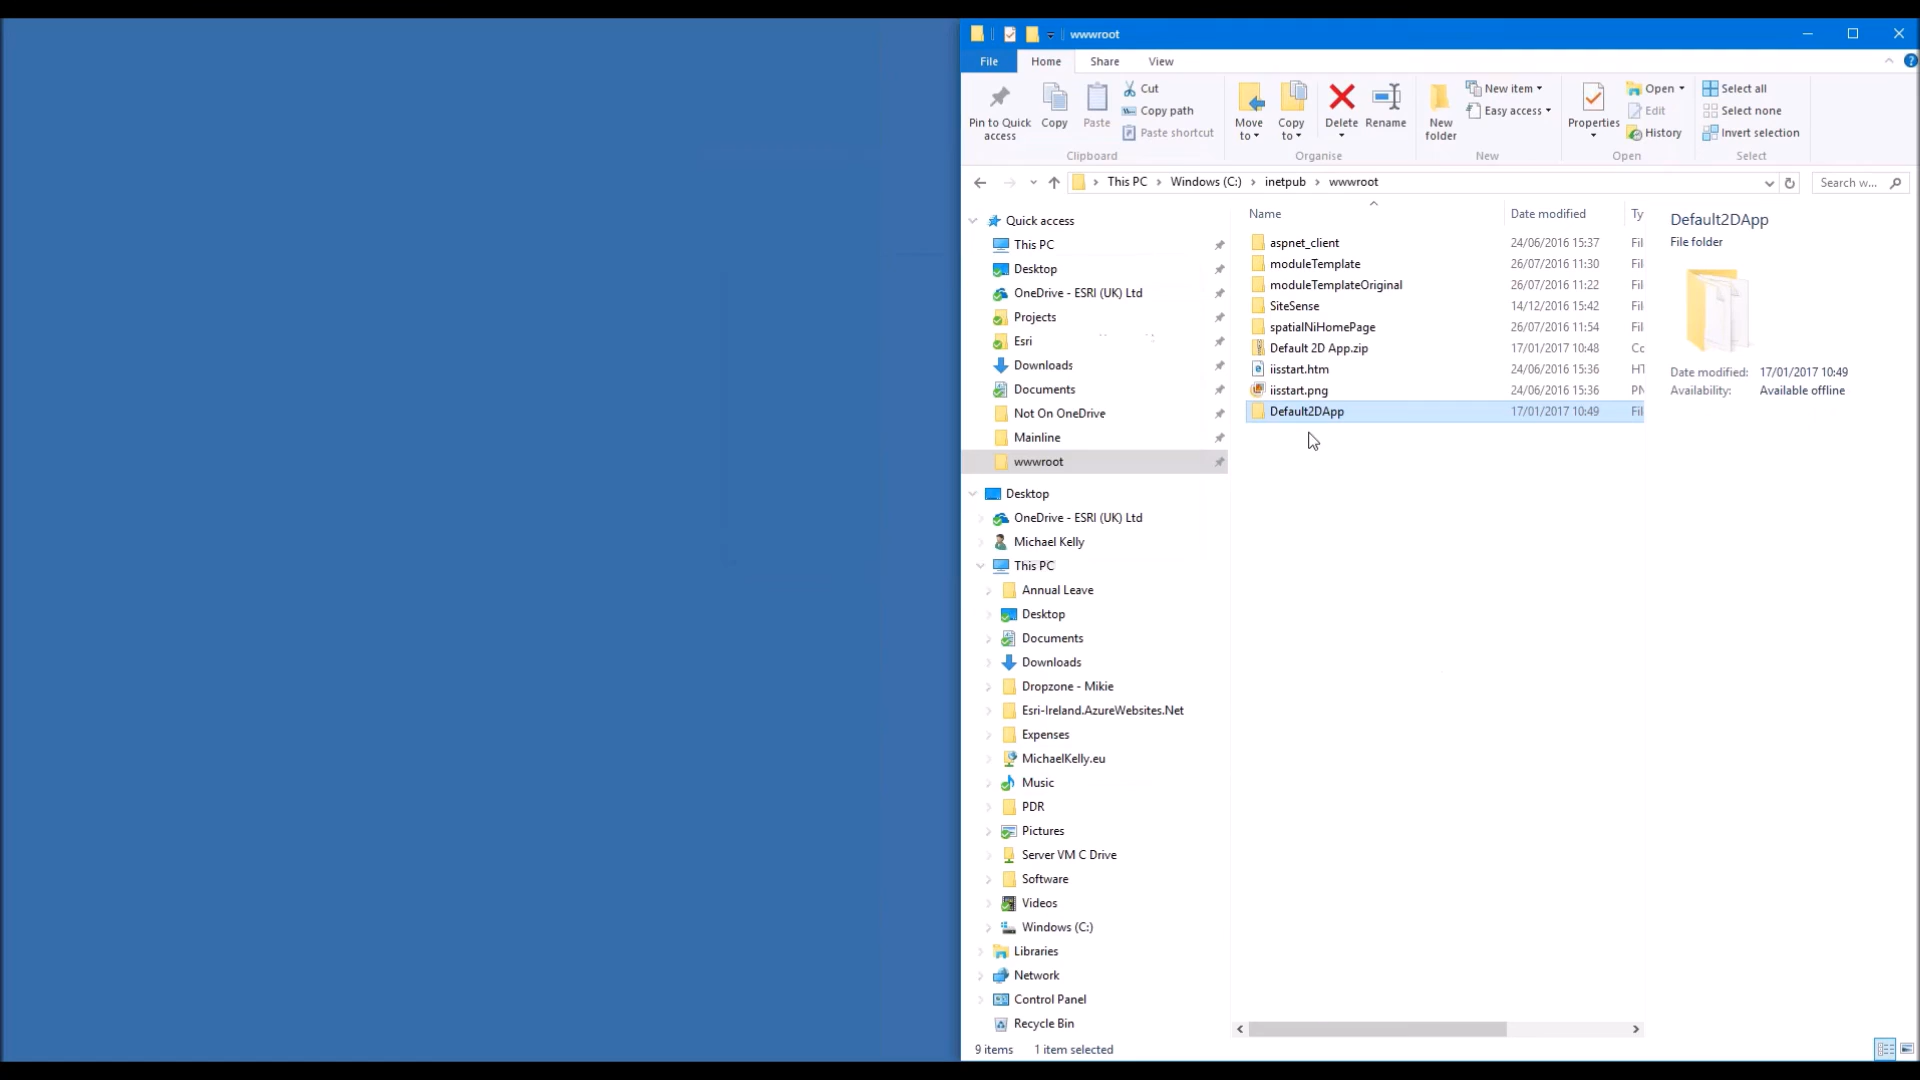 wwwroot
File Home Share View
Pin to Quick access
Copy
Paste
Cut
Copy path
Paste shortcut
Clipboard
Move to
Copy to
Delete
Rename
Organise
New folder
New item
Easy access
New
Properties
Open
Edit
History
Open
Select all
Select none
Invert selection
Select
This PC Windows (C:) inetpub wwwroot
Search w...
Quick access
This PC
Desktop
OneDrive - ESRI (UK) Ltd
Projects
Esri
Downloads
Documents
Not On OneDrive
Mainline
wwwroot
Desktop
OneDrive - ESRI (UK) Ltd
Michael Kelly
This PC
Annual Leave
Desktop
Documents
Downloads
Dropzone - Mikie
Esri-Ireland.AzureWebsites.Net
Expenses
MichaelKelly.eu
Music
PDR
Pictures
Server VM C Drive
Software
Videos
Windows (C:)
Libraries
Network
Control Panel
Recycle Bin
Name Date modified Ty
aspnet_client 24/06/2016 15:37 Fil
moduleTemplate 26/07/2016 11:30 Fil
moduleTemplateOriginal 26/07/2016 11:22 Fil
SiteSense 14/12/2016 15:42 Fil
spatialNiHomePage 26/07/2016 11:54 Fil
Default 2D App.zip 17/01/2017 10:48 Cc
iisstart.htm 24/06/2016 15:36 HT
iisstart.png 24/06/2016 15:36 PN
Default2DApp 17/01/2017 10:49 Fil
Default2DApp
File folder
Date modified: 17/01/2017 10:49
Availability: Available offline
9 items 1 item selected